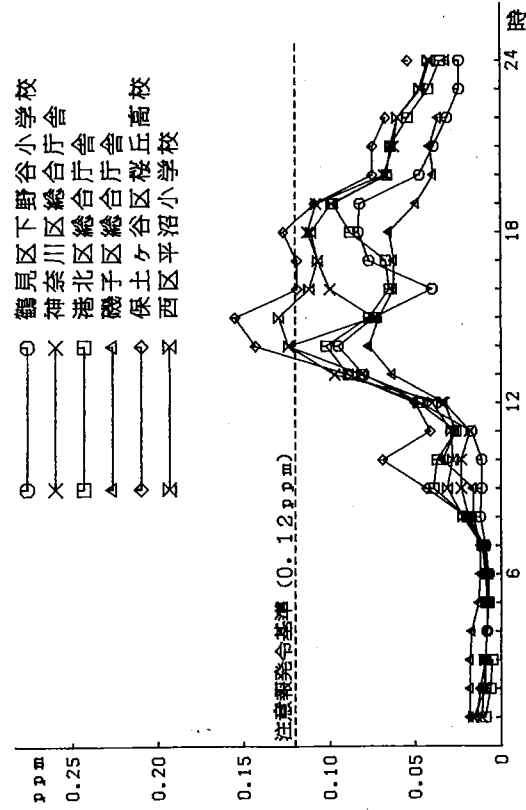 ppm
0.25
0.20
0.15
0.10
0.05
0
6
12
18
24
時
注意報発令基準 (0.12ppm)
鶴見区下野谷小学校
神奈川区総合庁舎
港北区総合庁舎
磯子区総合庁舎
保土ヶ谷区桜丘高校
西区平沼小学校